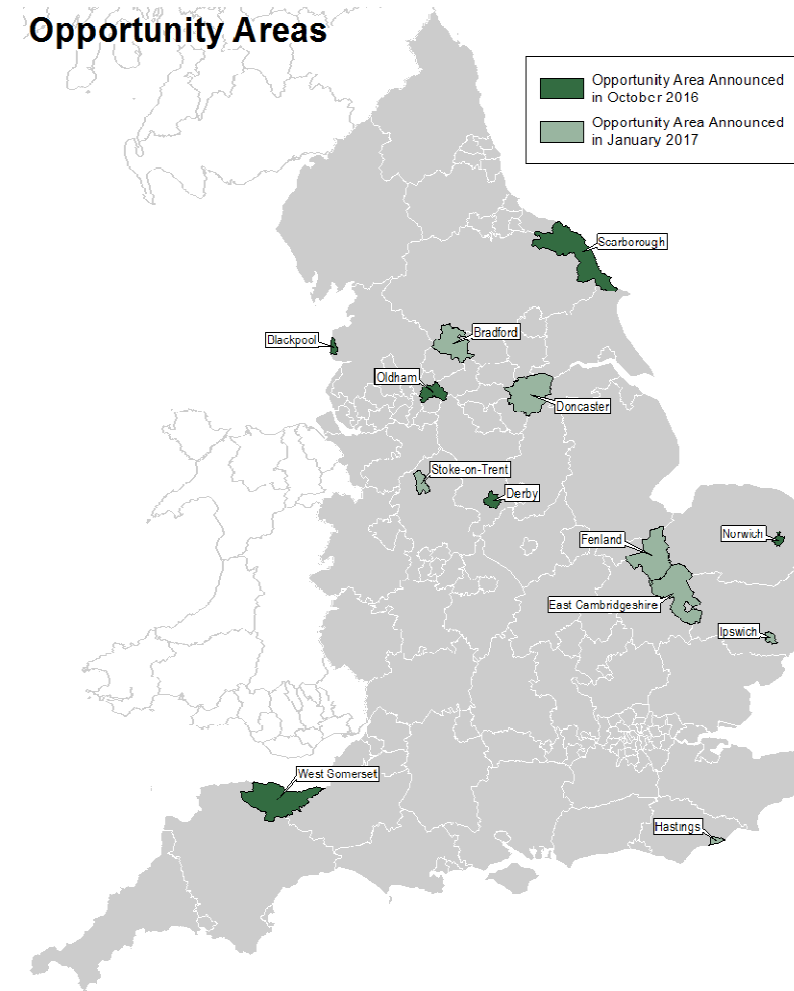 Opportunity Areas
Opportunity Area Announced
in October 2016
Opportunity Area Announced
in January 2017
Scarborough
Bradford
Blackpool
Oldham
Doncaster
Stoke-on-Trent
Derby
Norwich
Fenland
East Cambridgeshire
Ipswich
West Somerset
Hastings